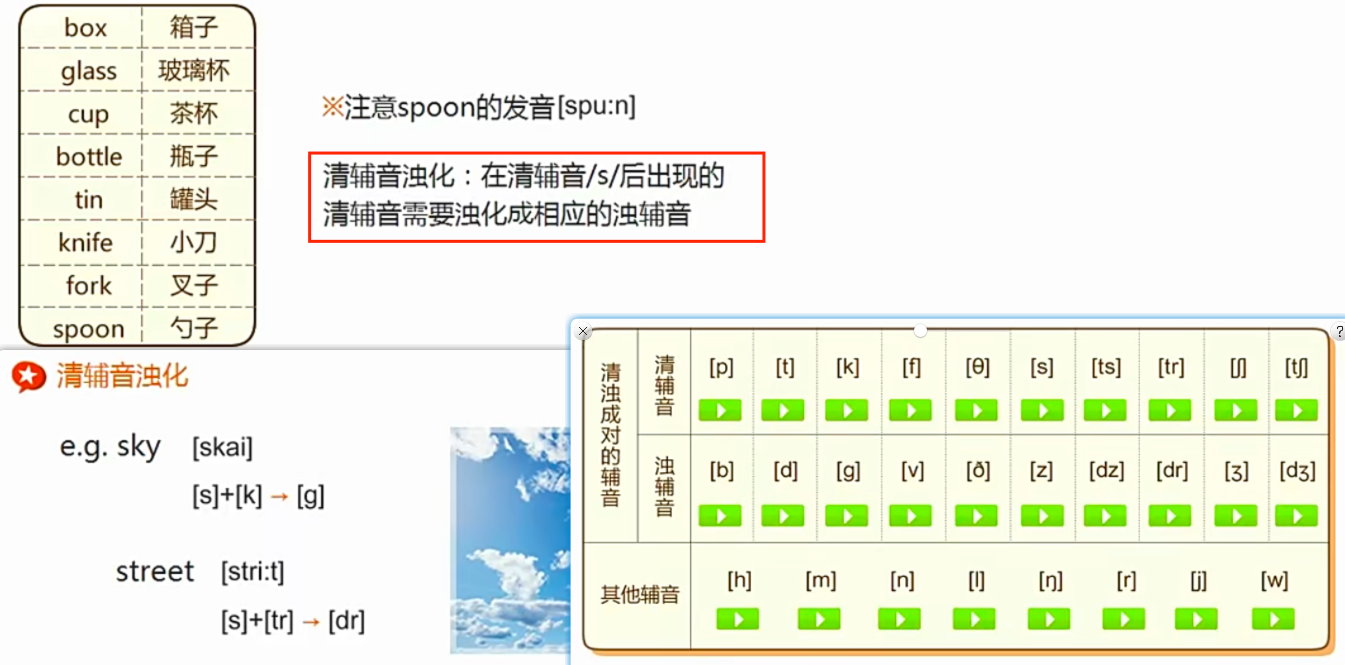 box 箱子
glass 玻璃杯
cup 茶杯
bottle 瓶子
tin 罐头
knife 小刀
fork 叉子
spoon 勺子
※注意spoon的发音[spu:n]
清辅音浊化：在清辅音/s/后出现的
清辅音需要浊化成相应的浊辅音
清辅音浊化
e.g. sky [skai]
[s]+[k] → [g]
street [stri:t]
[s]+[tr] → [dr]
清浊成对的辅音
清辅音 [p] [t] [k] [f] [θ] [s] [ts] [tr] [ʃ] [tʃ]
浊辅音 [b] [d] [g] [v] [ð] [z] [dz] [dr] [ʒ] [dʒ]
其他辅音 [h] [m] [n] [l] [ŋ] [r] [j] [w]
?